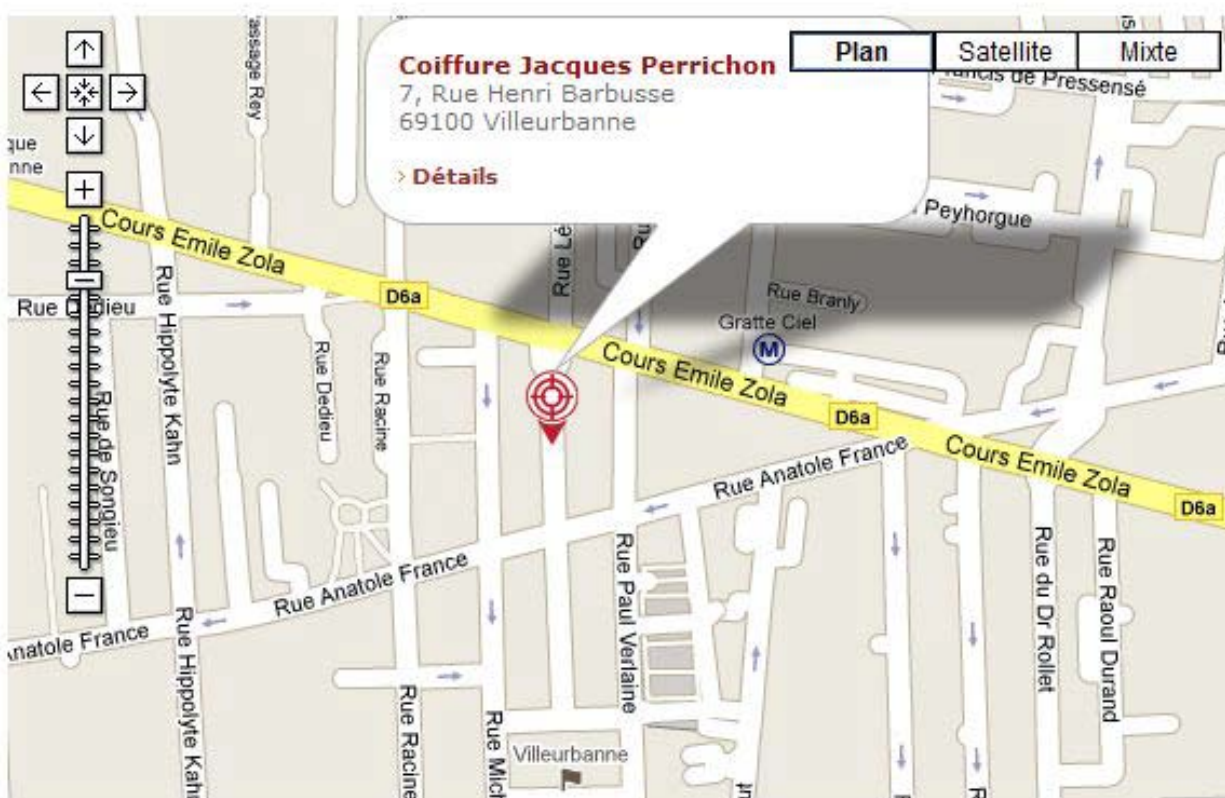 Coiffure Jacques Perrichon
7, Rue Henri Barbusse
69100 Villeurbanne
› Détails
Plan
Satellite
Mixte
de Pressensé
Passage Rey
Peyhorgue
Cours Emile Zola
D6a
Rue Dedieu
Rue Hippolyte Kahn
Rue Dedieu
Rue Racine
Rue Branly
Gratte Ciel
M
Cours Emile Zola
D6a
Cours Emile Zola
D6a
Rue de Songieu
Rue Anatole France
Rue Anatole France
Anatole France
Rue Hippolyte Kahn
Rue Racine
Rue Paul Verlaine
Rue du Dr Rollet
Rue Raoul Durand
Villeurbanne